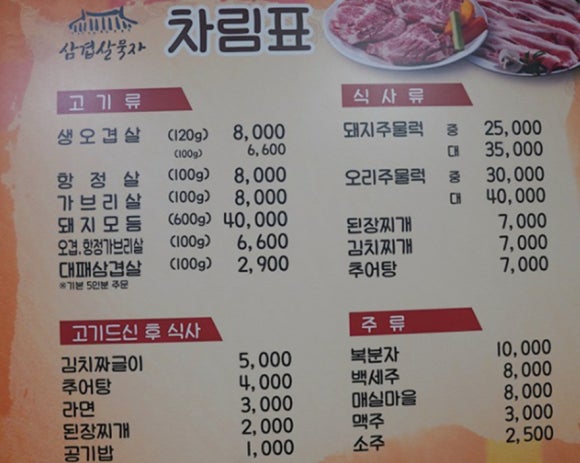 삼겹살묵자
차림표
고기류
생오겹살 (120g) 8,000
(100g) 6,600
항정살 (100g) 8,000
가브리살 (100g) 8,000
돼지모듬 (600g) 40,000
오겹.항정가브리살 (100g) 6,600
대패삼겹살 (100g) 2,900
※기본 5인분 주문
고기드신 후 식사
김치짜글이 5,000
추어탕 4,000
라면 3,000
된장찌개 2,000
공기밥 1,000
식사류
돼지주물럭 중 25,000
대 35,000
오리주물럭 중 30,000
대 40,000
된장찌개 7,000
김치찌개 7,000
추어탕 7,000
주류
복분자 10,000
백세주 8,000
매실마을 8,000
맥주 3,000
소주 2,500